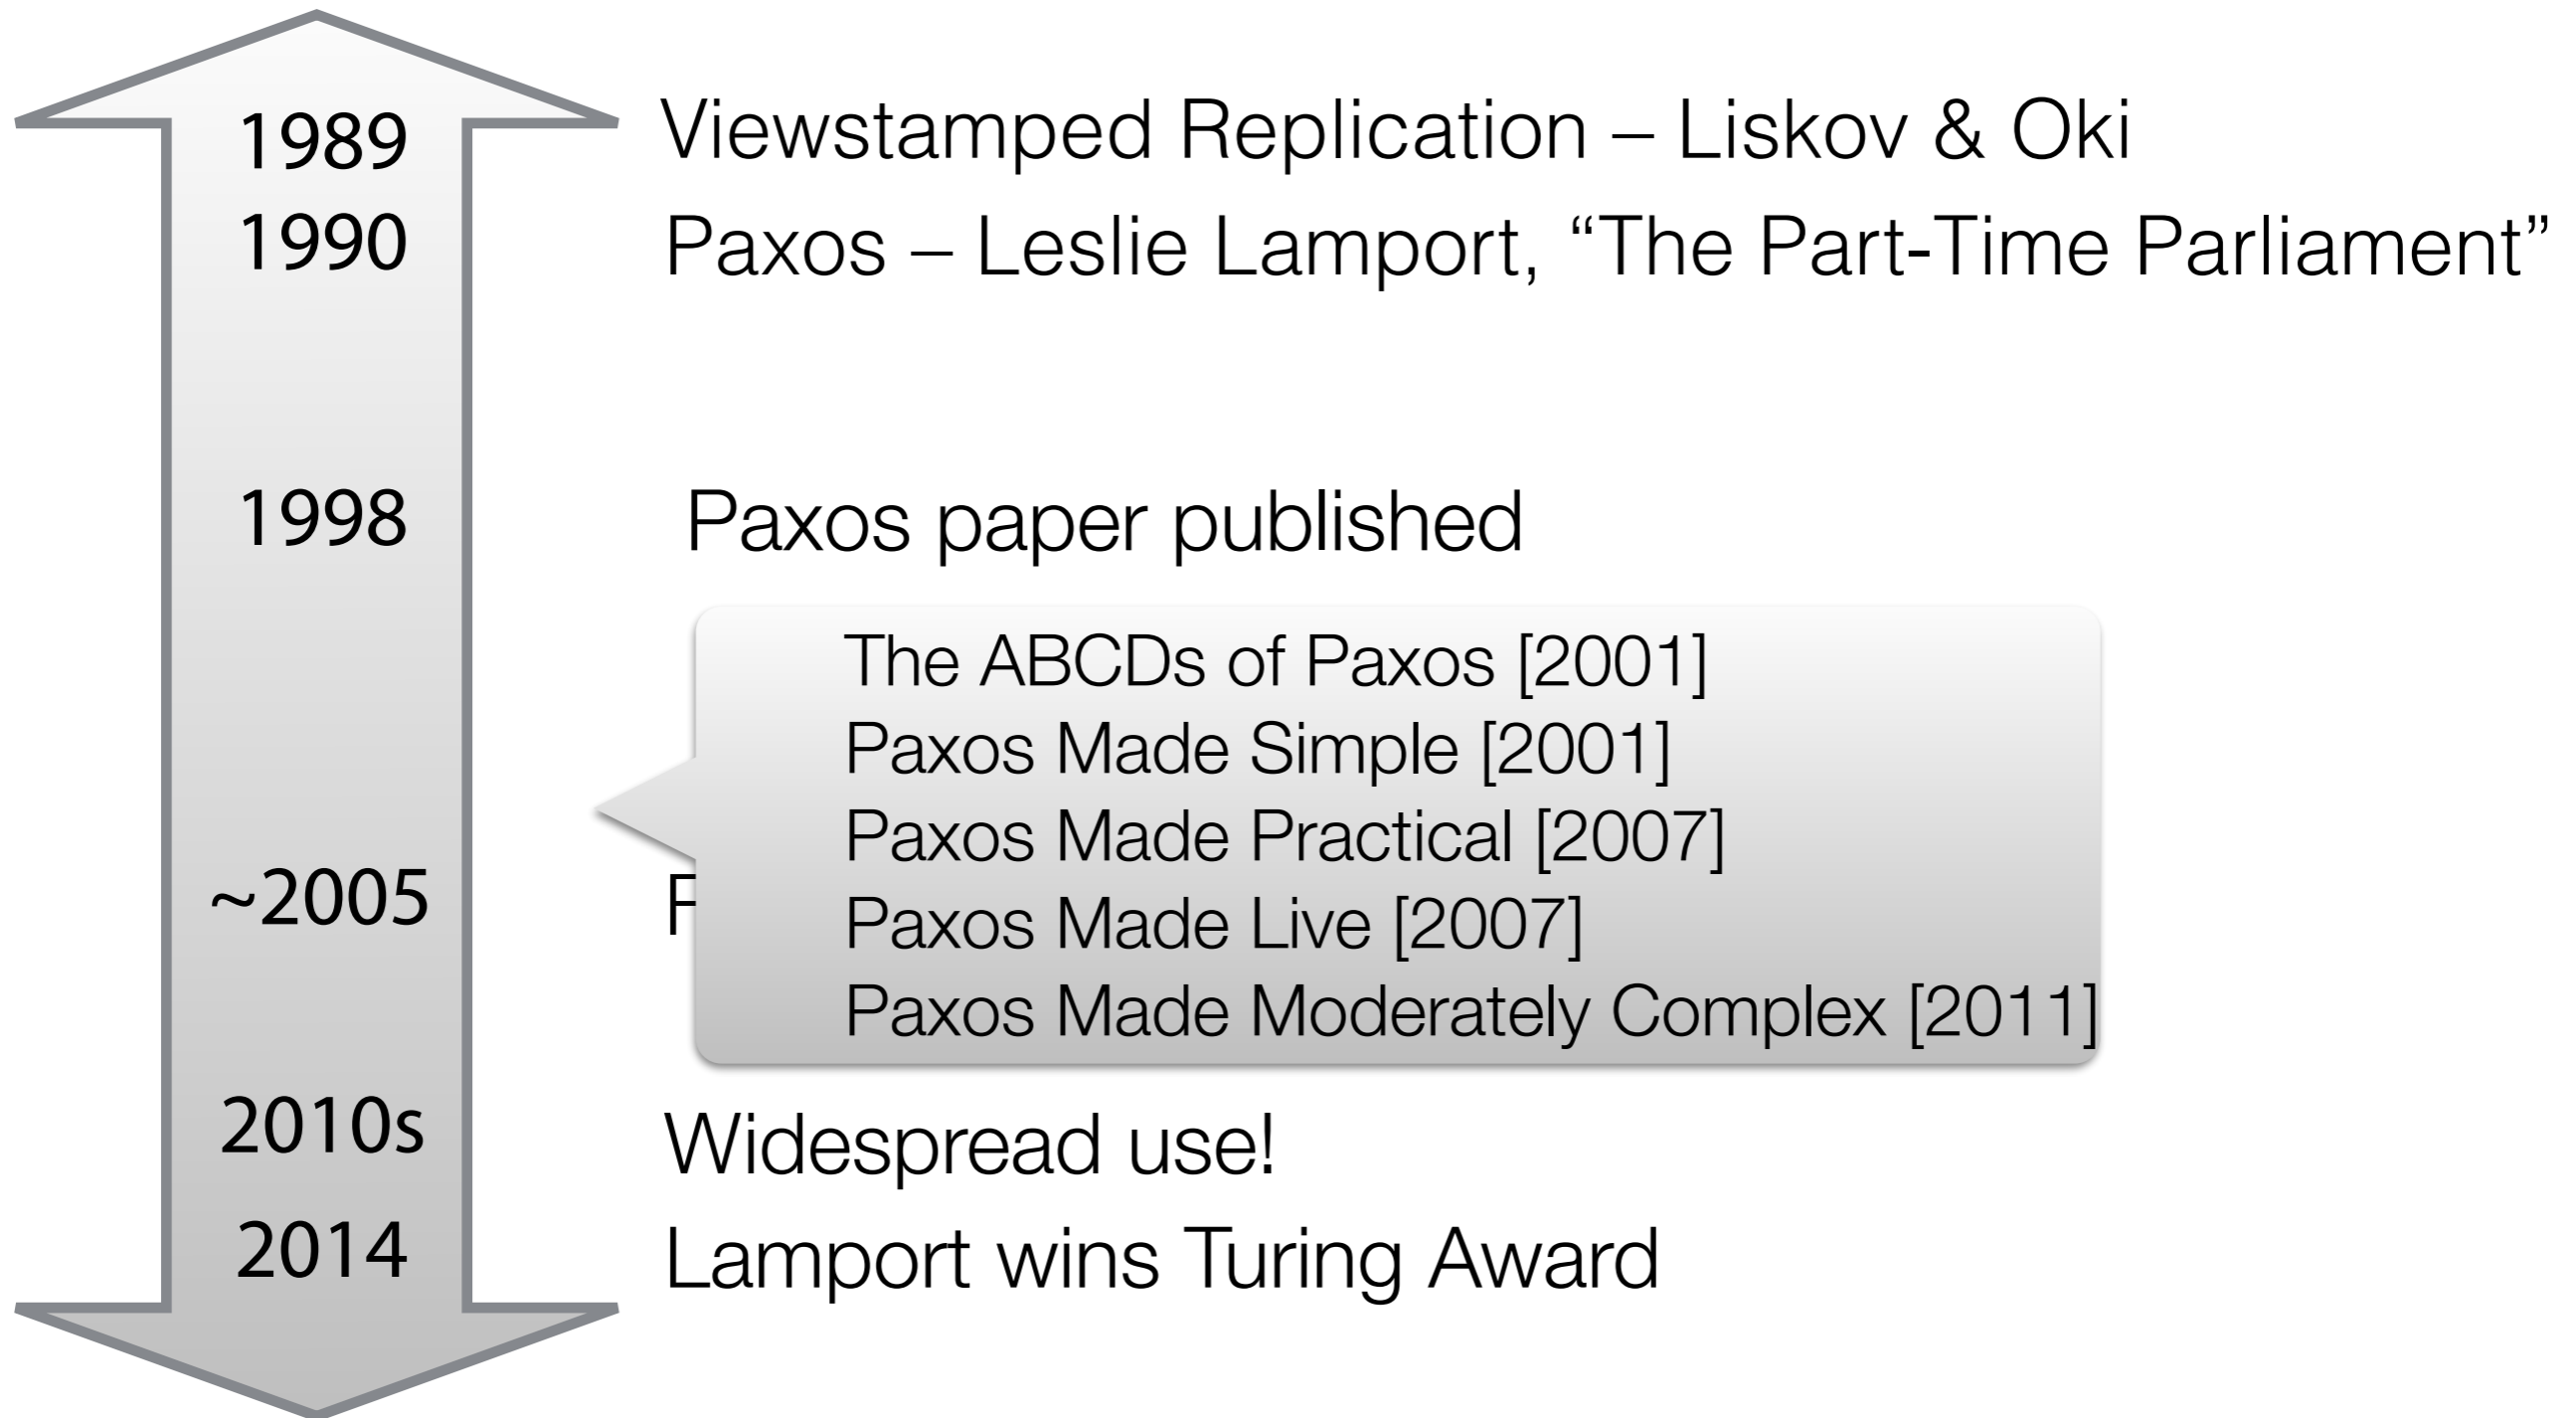 1989 Viewstamped Replication – Liskov & Oki
1990 Paxos – Leslie Lamport, “The Part-Time Parliament”
1998 Paxos paper published
The ABCDs of Paxos [2001]
Paxos Made Simple [2001]
Paxos Made Practical [2007]
~2005
Paxos Made Live [2007]
Paxos Made Moderately Complex [2011]
2010s Widespread use!
2014 Lamport wins Turing Award